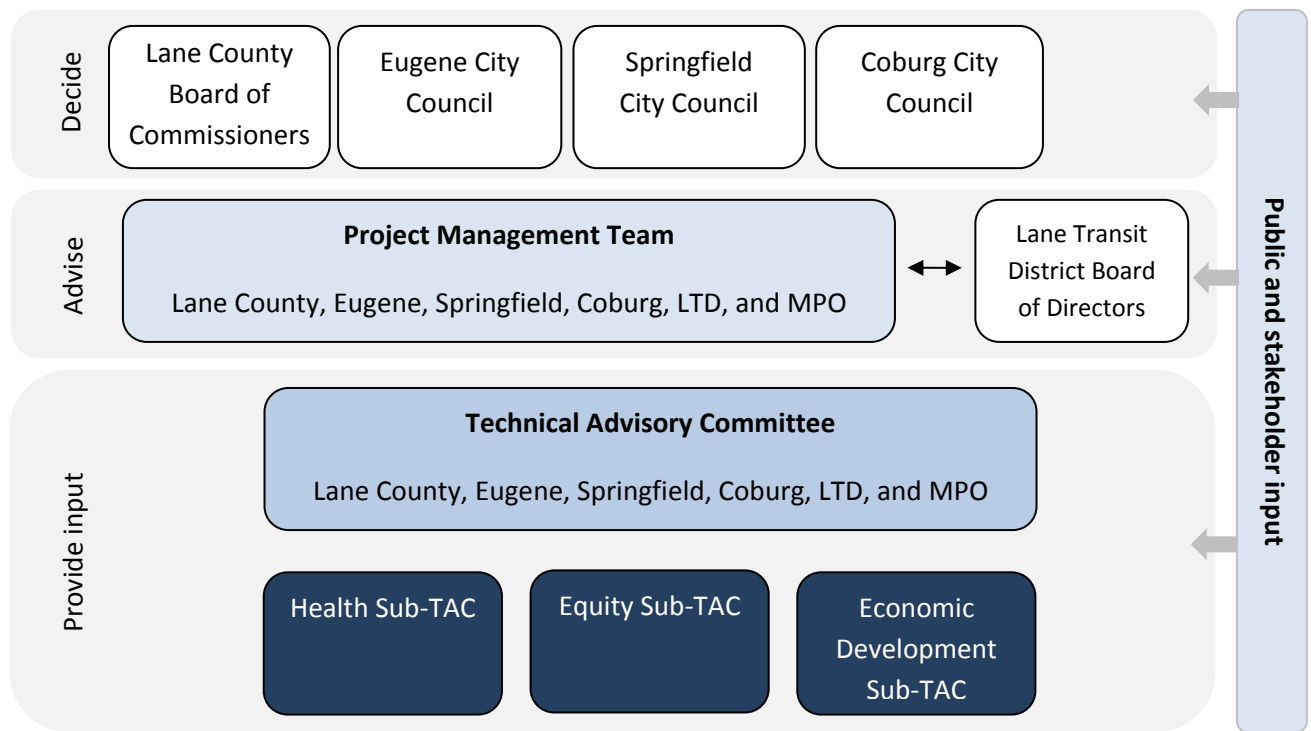 Decide
Lane County
Board of
Commissioners
Eugene City
Council
Springfield
City Council
Coburg City
Council
Advise
Project Management Team
Lane County, Eugene, Springfield, Coburg, LTD, and MPO
Lane Transit
District Board
of Directors
Provide input
Technical Advisory Committee
Lane County, Eugene, Springfield, Coburg, LTD, and MPO
Health Sub-TAC
Equity Sub-TAC
Economic
Development
Sub-TAC
Public and stakeholder input